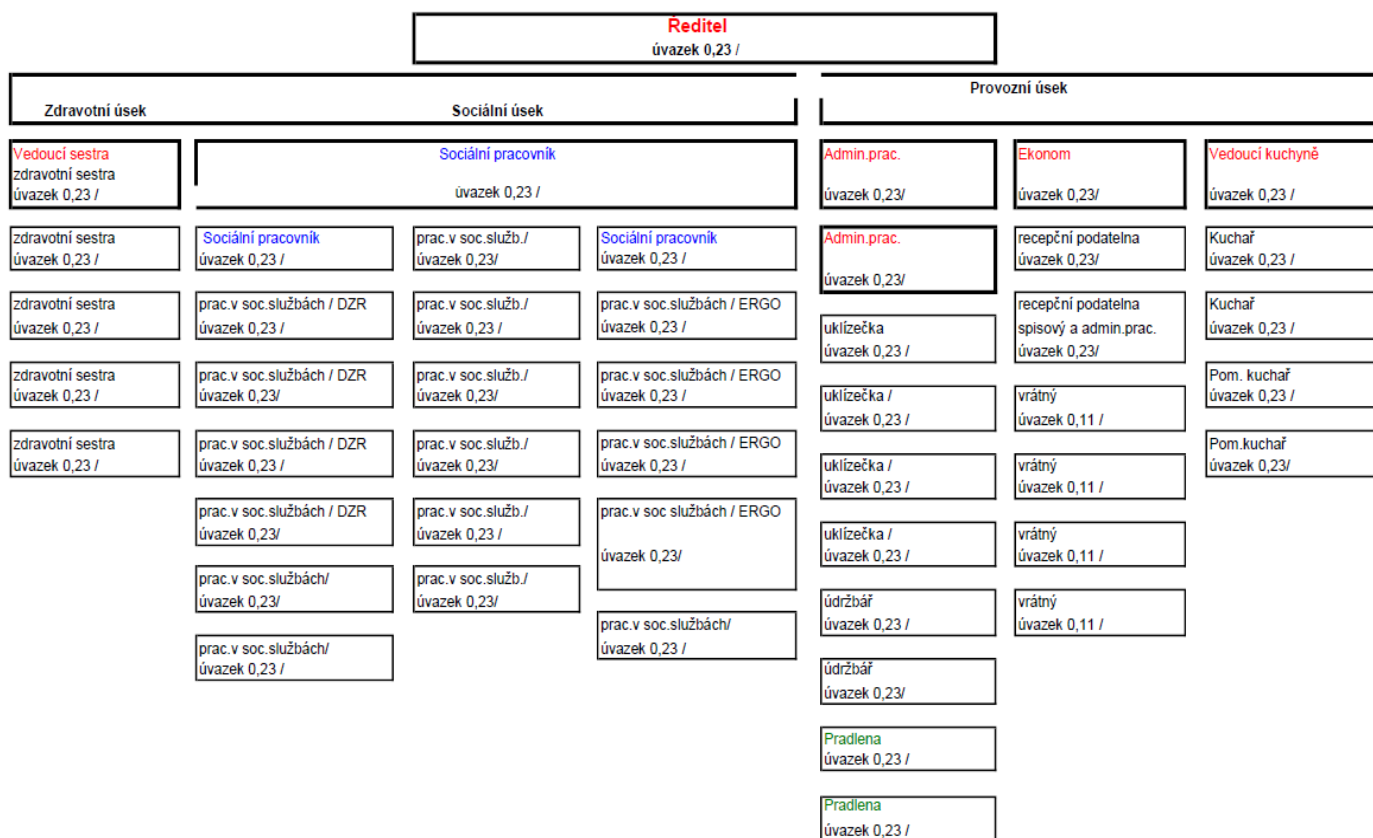 Ředitel
úvazek 0,23 /
Zdravotní úsek
Sociální úsek
Provozní úsek
Vedoucí sestra
zdravotní sestra
úvazek 0,23 /
Sociální pracovník
úvazek 0,23 /
Admin.prac.
úvazek 0,23/
Ekonom
úvazek 0,23/
Vedoucí kuchyně
úvazek 0,23 /
zdravotní sestra
úvazek 0,23 /
zdravotní sestra
úvazek 0,23 /
zdravotní sestra
úvazek 0,23 /
zdravotní sestra
úvazek 0,23 /
Sociální pracovník
úvazek 0,23 /
prac.v soc.službách / DZR
úvazek 0,23 /
prac.v soc.službách / DZR
úvazek 0,23/
prac.v soc.službách / DZR
úvazek 0,23 /
prac.v soc.službách / DZR
úvazek 0,23/
prac.v soc.službách/
úvazek 0,23/
prac.v soc.službách/
úvazek 0,23 /
prac.v soc.služb./
úvazek 0,23/
prac.v soc.služb./
úvazek 0,23 /
prac.v soc.služb./
úvazek 0,23/
prac.v soc.služb./
úvazek 0,23/
prac.v soc.služb./
úvazek 0,23 /
prac.v soc.služb./
úvazek 0,23/
Sociální pracovník
úvazek 0,23 /
prac.v soc.službách / ERGO
úvazek 0,23 /
prac.v soc.službách / ERGO
úvazek 0,23 /
prac.v soc.službách / ERGO
úvazek 0,23 /
prac.v soc službách / ERGO
úvazek 0,23/
prac.v soc.službách/
úvazek 0,23 /
Admin.prac.
úvazek 0,23/
uklízečka
úvazek 0,23 /
uklízečka /
úvazek 0,23 /
uklízečka /
úvazek 0,23 /
uklízečka /
úvazek 0,23 /
údržbář
úvazek 0,23 /
údržbář
úvazek 0,23/
Pradlena
úvazek 0,23 /
Pradlena
úvazek 0,23 /
recepční podatelna
úvazek 0,23/
recepční podatelna
spisový a admin.prac.
úvazek 0,23/
vrátný
úvazek 0,11 /
vrátný
úvazek 0,11 /
vrátný
úvazek 0,11 /
vrátný
úvazek 0,11 /
Kuchař
úvazek 0,23 /
Kuchař
úvazek 0,23 /
Pom. kuchař
úvazek 0,23 /
Pom.kuchař
úvazek 0,23/